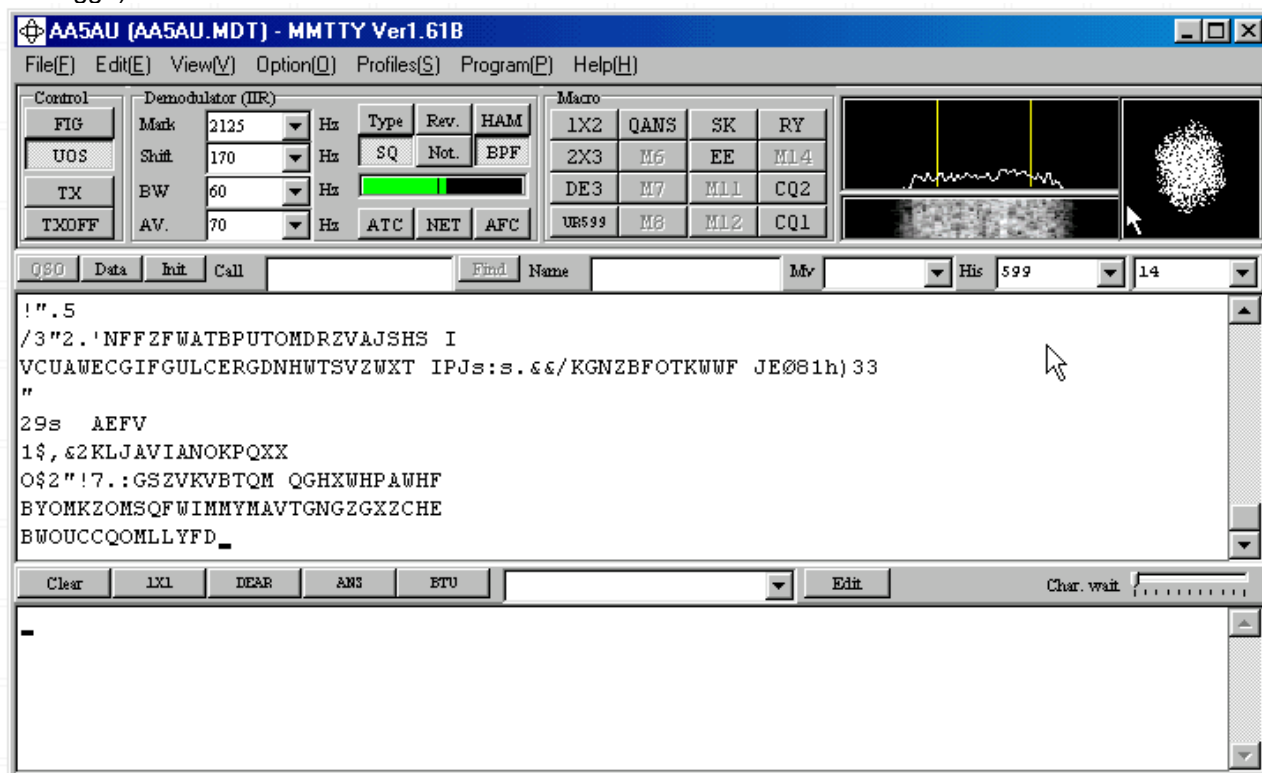 AA5AU (AA5AU.MDT) - MMTTY Ver1.61B
File(F) Edit(E) View(V) Option(O) Profiles(S) Program(P) Help(H)
Control Demodulator (IIR) Macro
FIG Mark 2125 Hz Type Rev. HAM 1X2 QANS SK RY
UOS Shift 170 Hz SQ Not. BPF 2X3 M6 EE M14
TX BW 60 Hz DE3 M7 M11 CQ2
TXOFF AV. 70 Hz ATC NET AFC UR599 M8 M12 CQ1
QSO Data Init Call Find Name My His 599 14
!".5
/3"2.'NFFZFWATBPUTOMDRZVAJSHS I
VCUAWECGIFGULCERGDNHWTSVZWXT IPJs:s.&&/KGNZBFOTKWWF JEØ81h)33
"
29s  AEFV
1$,&2KLJAVIANOKPQXX
O$2"!7.:GSZVKVBTQM QGHXWHPAWHF
BYOMKZOMSQFWIMMYMAVTGNGZGXZCHE
BWOUCCQOMLLYFD_
Clear 1X1 DEAR ANS BTU Edit Char. wait